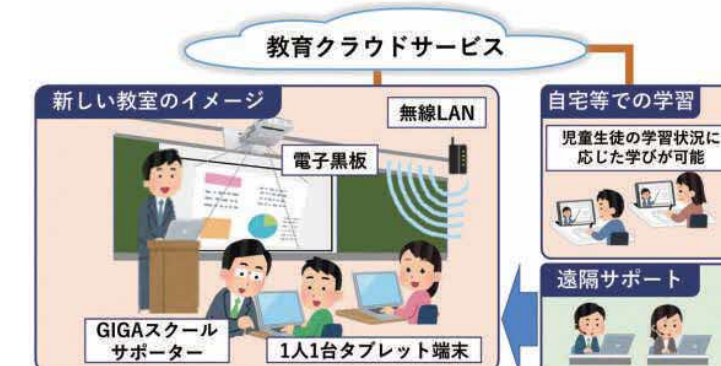 教育クラウドサービス
新しい教室のイメージ
無線LAN
電子黒板
GIGAスクール
サポーター
1人1台タブレット端末
自宅等での学習
児童生徒の学習状況に
応じた学びが可能
遠隔サポート